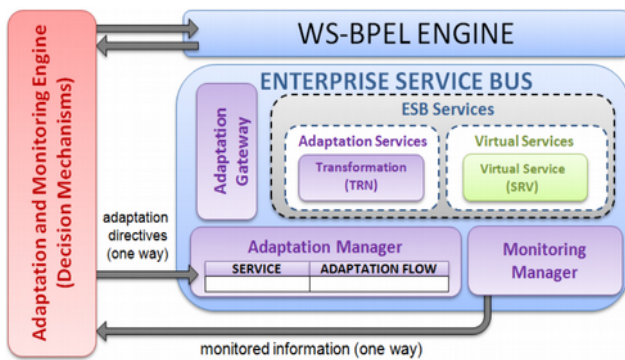 WS-BPEL ENGINE
Adaptation and Monitoring Engine
(Decision Mechanisms)
ENTERPRISE SERVICE BUS
ESB Services
Adaptation
Gateway
Adaptation Services
Transformation
(TRN)
Virtual Services
Virtual Service
(SRV)
adaptation
directives
(one way)
Adaptation Manager
SERVICE ADAPTATION FLOW
Monitoring
Manager
monitored information (one way)